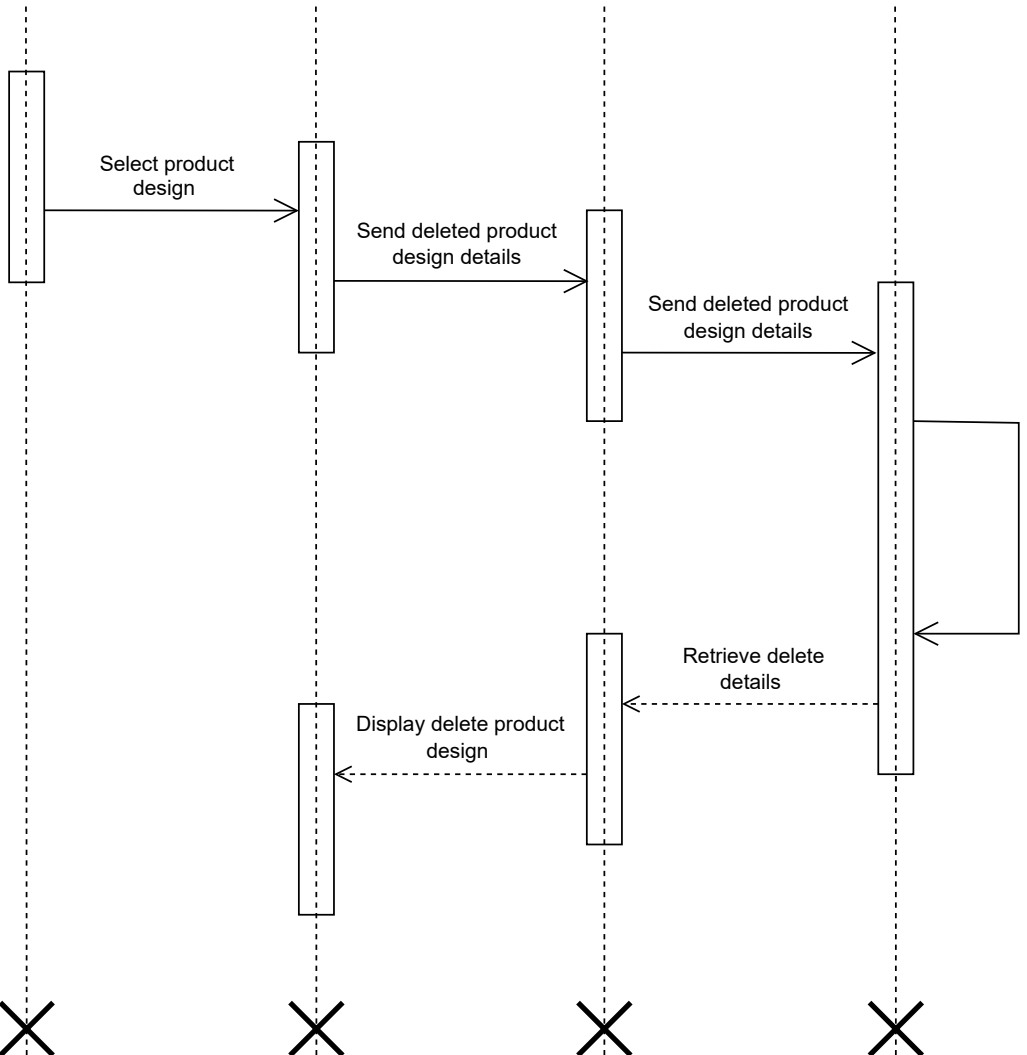 Select product
design
Send deleted product
design details
Send deleted product
design details
Retrieve delete
details
Display delete product
design